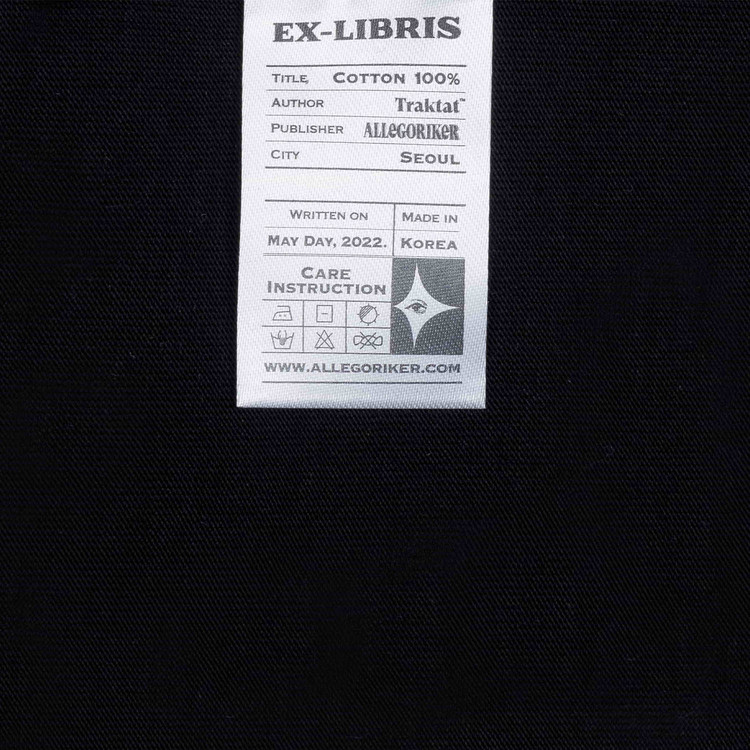 EX-LIBRIS
TITLE COTTON 100%
AUTHOR Traktat™
PUBLISHER ALLeGORIKeR
CITY SEOUL
WRITTEN ON MADE IN
MAY DAY, 2022. KOREA
CARE
INSTRUCTION
WWW.ALLEGORIKER.COM